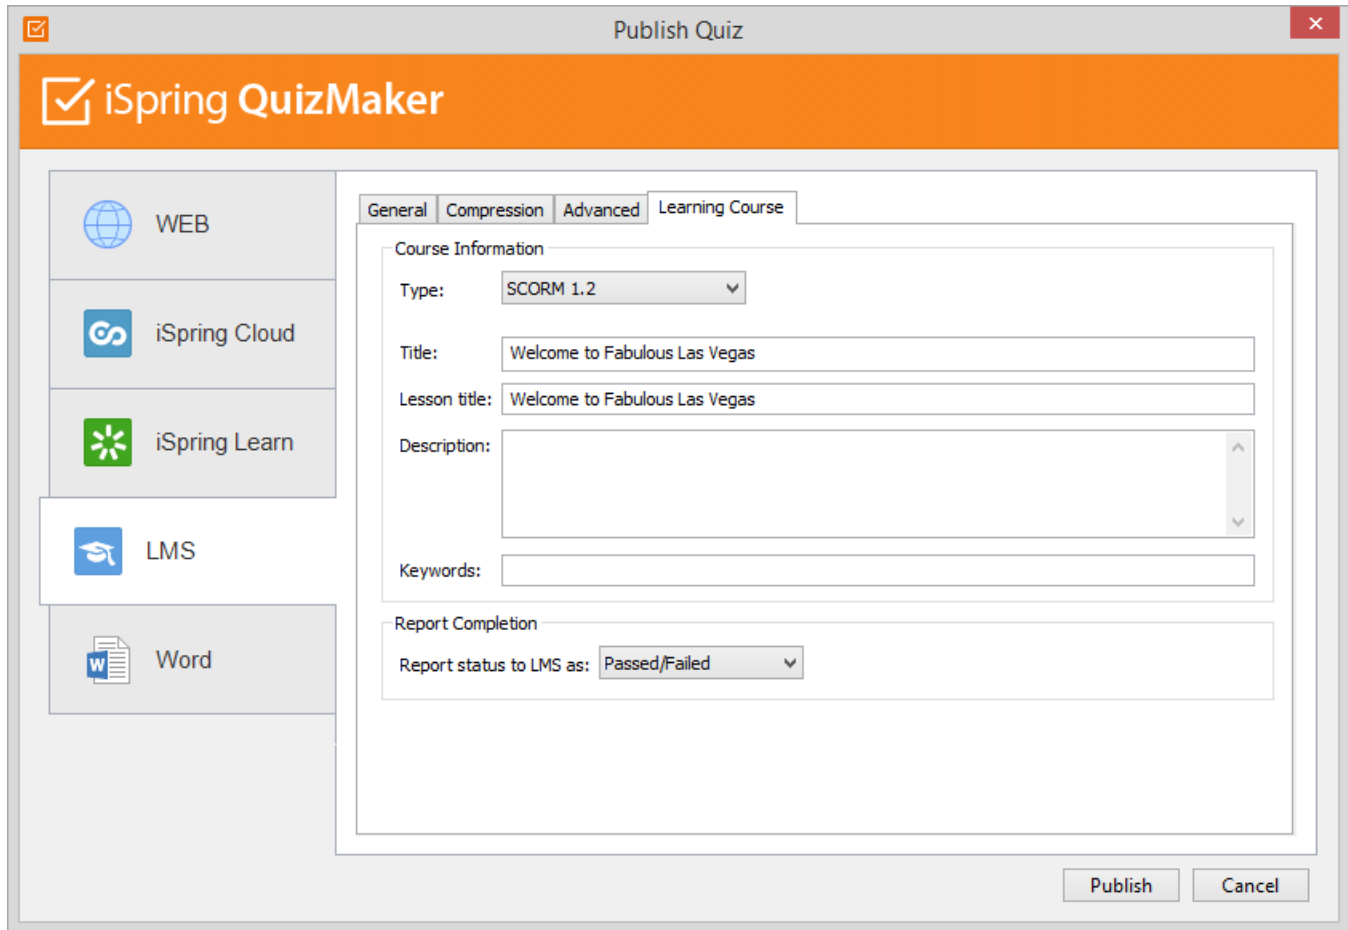 Publish Quiz
iSpring QuizMaker
WEB
iSpring Cloud
iSpring Learn
LMS
W
Word
General Compression Advanced Learning Course
Course Information
Type: SCORM 1.2
Title: Welcome to Fabulous Las Vegas
Lesson title: Welcome to Fabulous Las Vegas
Description:
Keywords:
Report Completion
Report status to LMS as: Passed/Failed
Publish Cancel